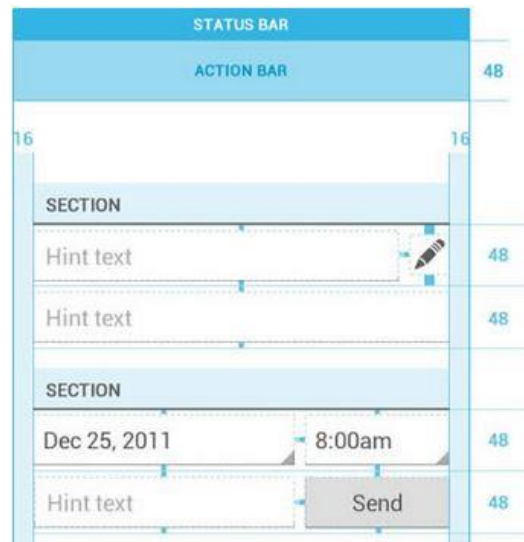 STATUS BAR
ACTION BAR 48
16 16
SECTION
Hint text 48
Hint text 48
SECTION
Dec 25, 2011 8:00am 48
Hint text Send 48